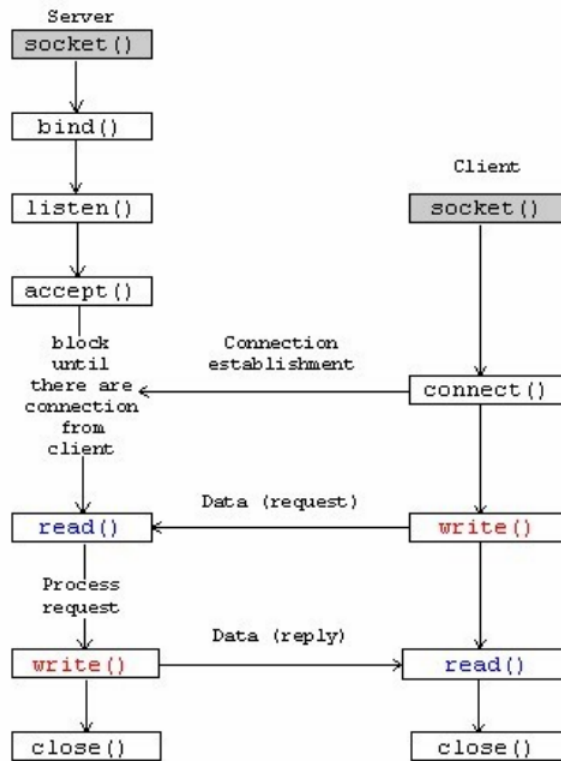 Server
socket()
bind()
listen()
accept()
block
until
there are
connection
from
client
read()
Process
request
write()
close()
Client
socket()
Connection
establishment
connect()
Data (request)
write()
Data (reply)
read()
close()